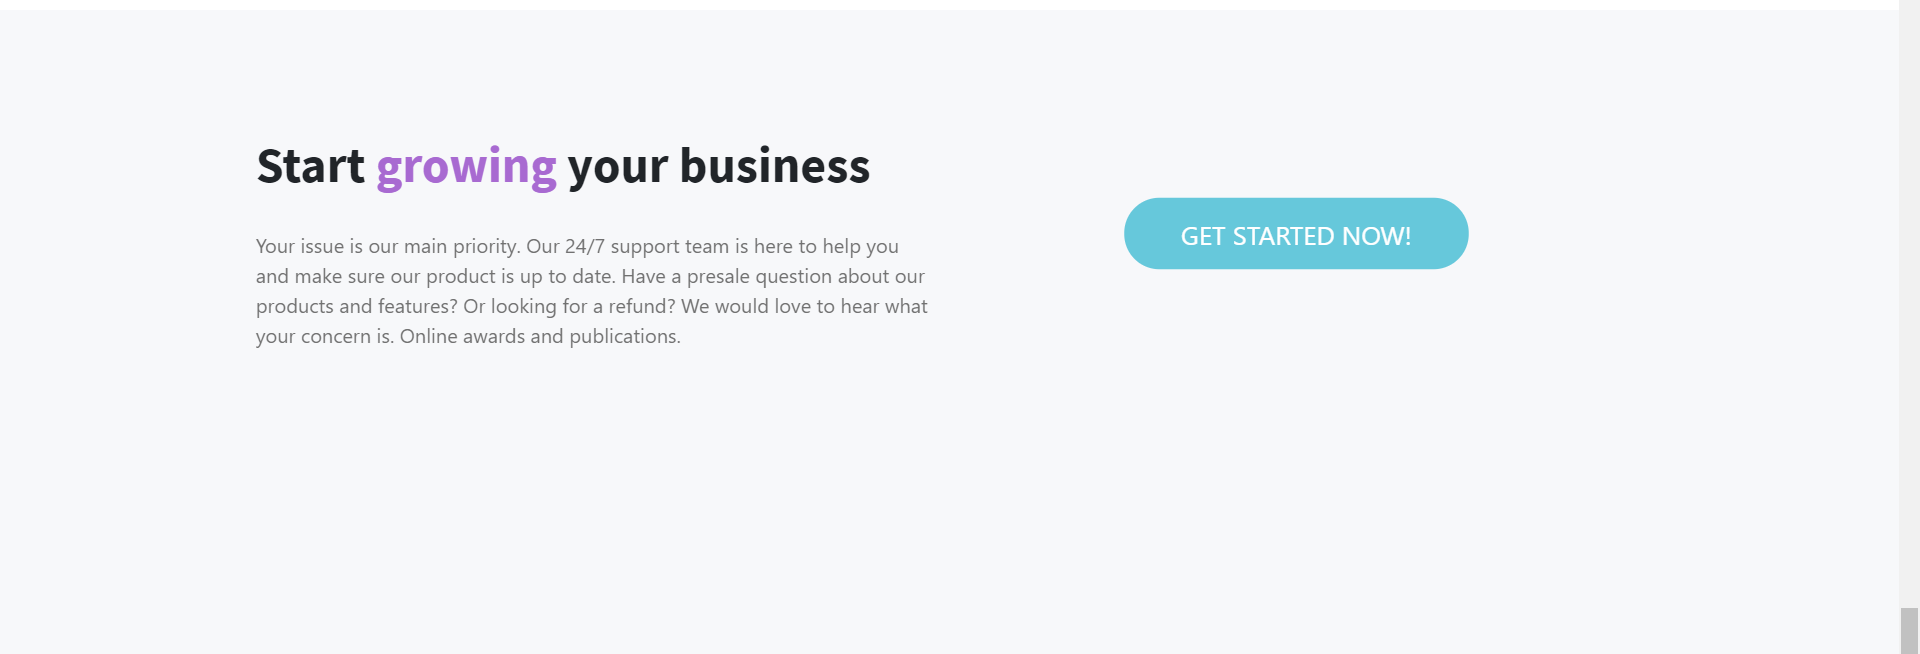 Start growing your business
Your issue is our main priority. Our 24/7 support team is here to help you
and make sure our product is up to date. Have a presale question about our
products and features? Or looking for a refund? We would love to hear what
your concern is. Online awards and publications.
GET STARTED NOW!